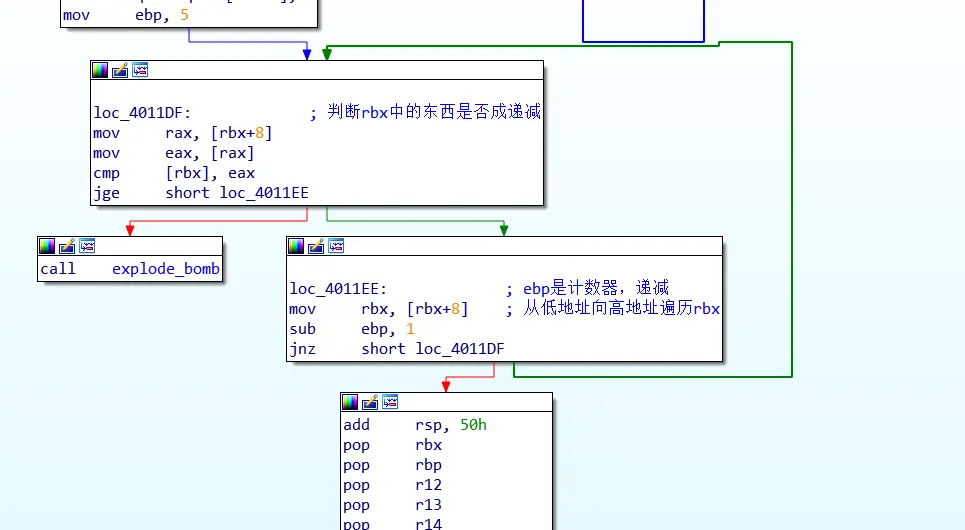 mov ebp, 5
loc_4011DF: ; 判断rbx中的东西是否成递减
mov rax, [rbx+8]
mov eax, [rax]
cmp [rbx], eax
jge short loc_4011EE
call explode_bomb
loc_4011EE: ; ebp是计数器，递减
mov rbx, [rbx+8] ; 从低地址向高地址遍历rbx
sub ebp, 1
jnz short loc_4011DF
add rsp, 50h
pop rbx
pop rbp
pop r12
pop r13
pop r14